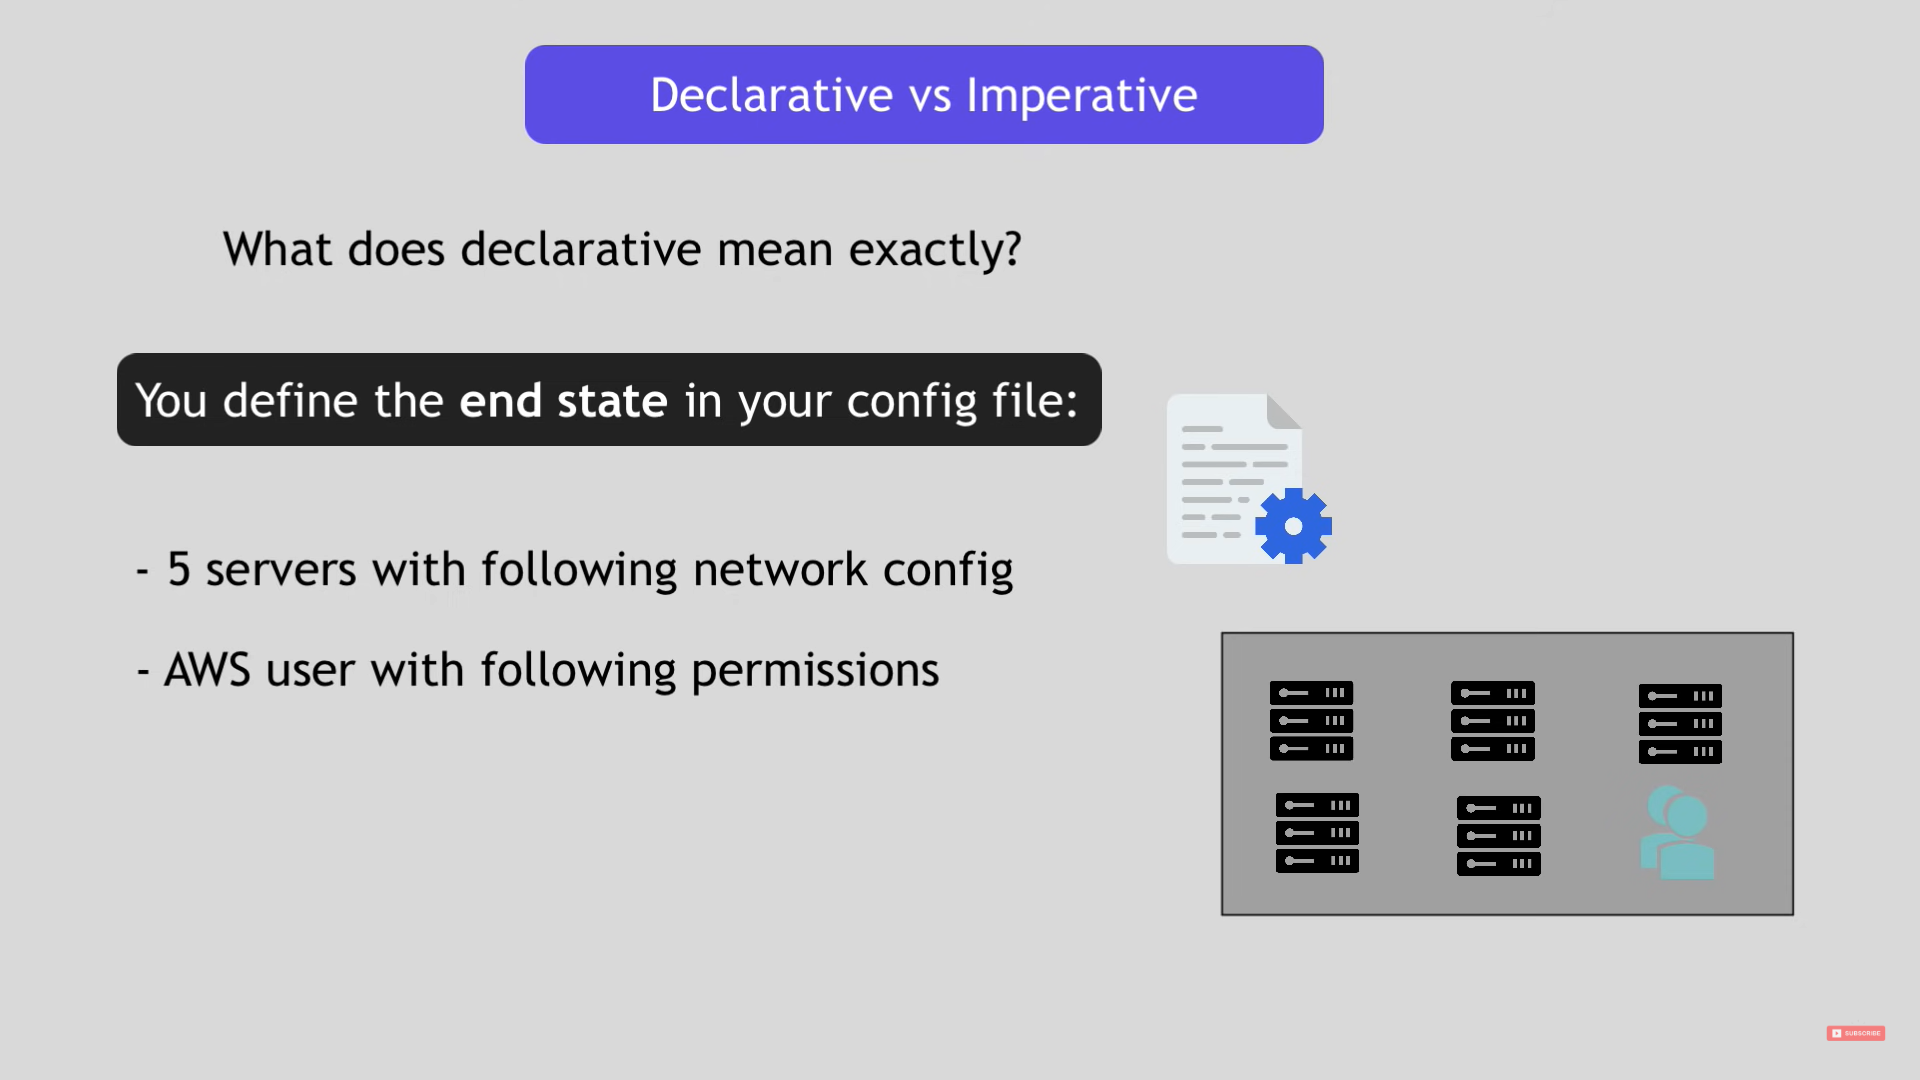 Declarative vs Imperative
What does declarative mean exactly?
You define the end state in your config file:
- 5 servers with following network config
- AWS user with following permissions
SUBSCRIBE